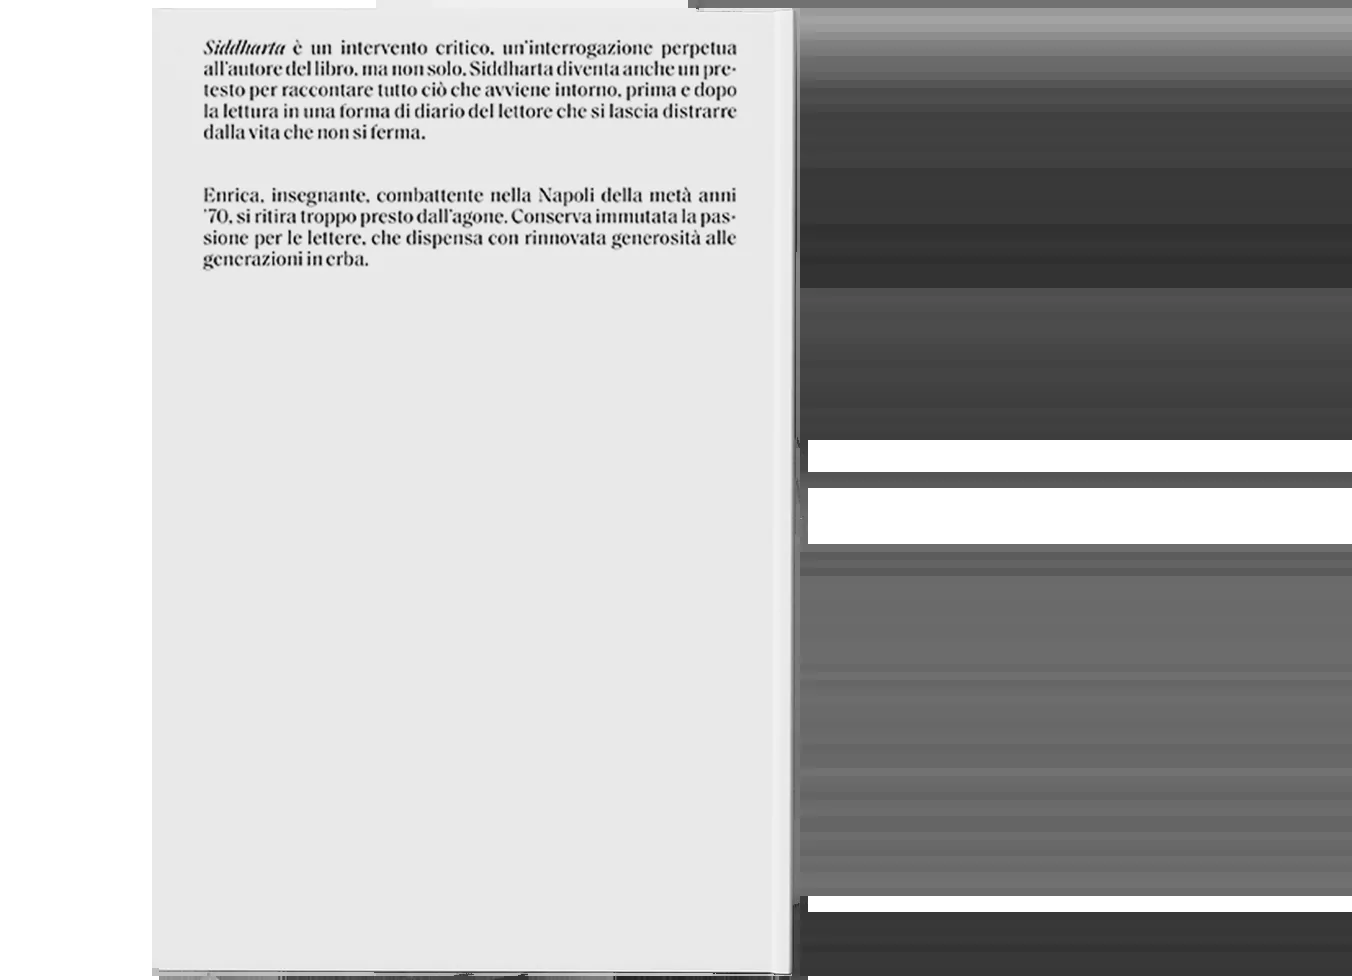 Siddharta è un intervento critico, un'interrogazione perpetua
all'autore del libro, ma non solo, Siddharta diventa anche un pre-
testo per raccontare tutto ciò che avviene intorno, prima e dopo
la lettura in una forma di diario del lettore che si lascia distrarre
dalla vita che non si ferma.
Enrica, insegnante, combattente nella Napoli della metà anni
'70, si ritira troppo presto dall'agone. Conserva immutata la pas-
sione per le lettere, che dispensa con rinnovata generosità alle
generazioni in erba.